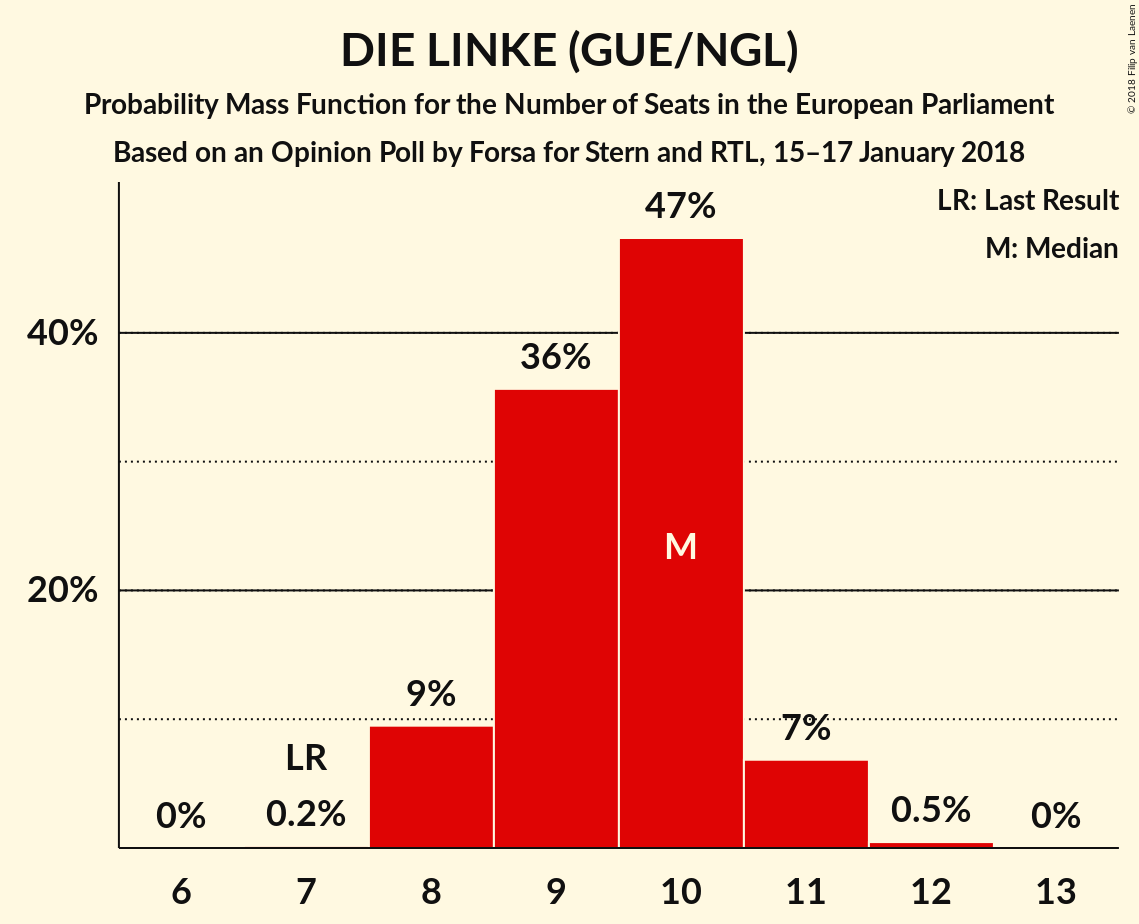 DIE LINKE (GUE/NGL)
Probability Mass Function for the Number of Seats in the European Parliament
Based on an Opinion Poll by Forsa for Stern and RTL, 15–17 January 2018
© 2018 Filip van Laenen
LR: Last Result
M: Median
47%
40%
36%
M
20%
9%
7%
LR
0%
0.2%
0.5%
0%
6 7 8 9 10 11 12 13